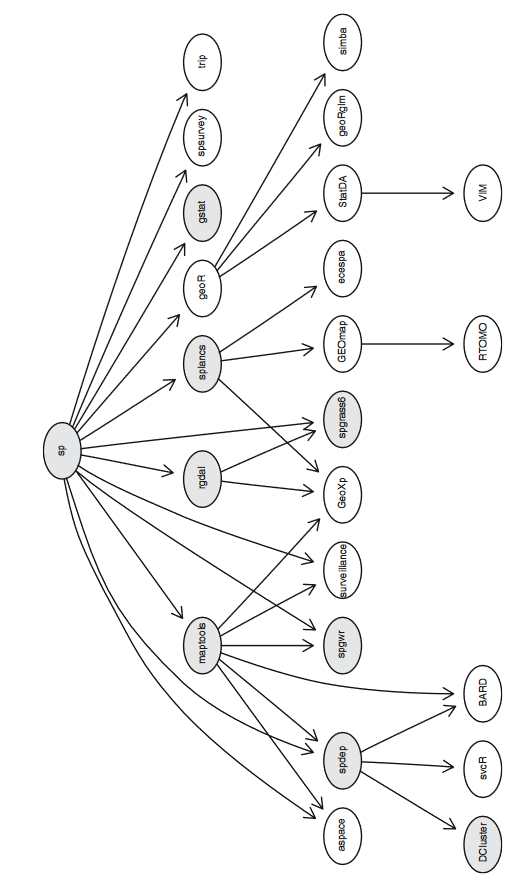 sp
trip
spsurvey
gstat
geoR
splancs
rgdal
maptools
simba
geoRglm
StatDA
ecespa
GEOmap
spgrass6
GeoXp
surveillance
spgwr
spdep
aspace
VIM
RTOMO
BARD
svcR
DCluster